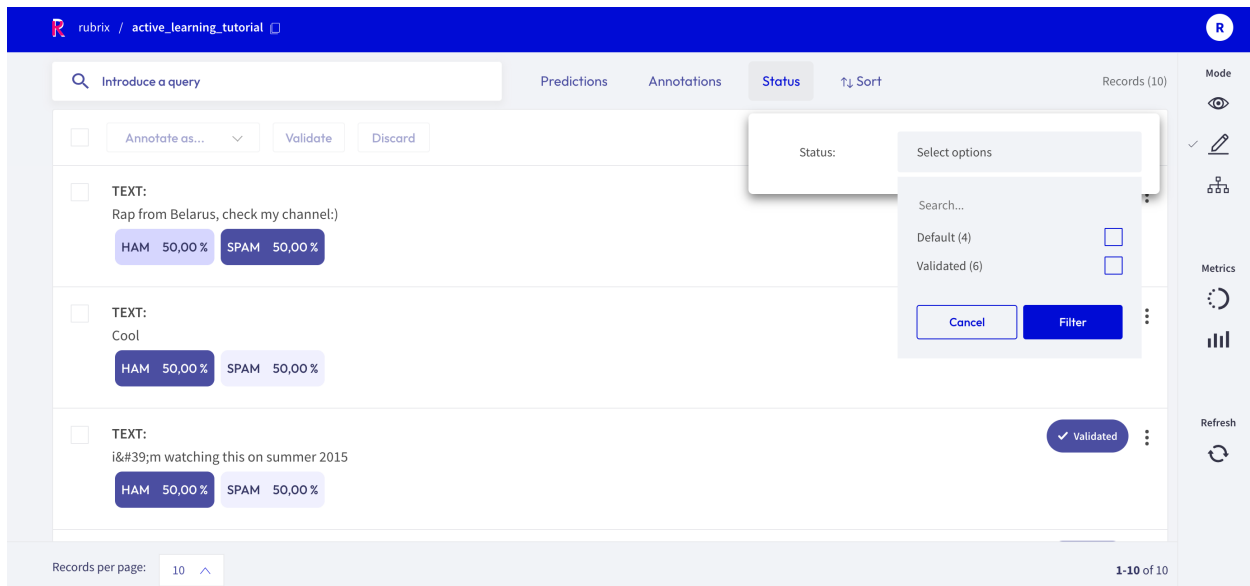 rubrix / active_learning_tutorial
R
Introduce a query
Predictions
Annotations
Status
↑↓ Sort
Records (10)
Mode
Annotate as...
Validate
Discard
Status:
Select options
Search...
Default (4)
Validated (6)
Cancel
Filter
TEXT:
Rap from Belarus, check my channel:)
HAM 50,00 % SPAM 50,00 %
TEXT:
Cool
HAM 50,00 % SPAM 50,00 %
TEXT:
Validated
i&#39;m watching this on summer 2015
HAM 50,00 % SPAM 50,00 %
Metrics
Refresh
Records per page: 10
1-10 of 10